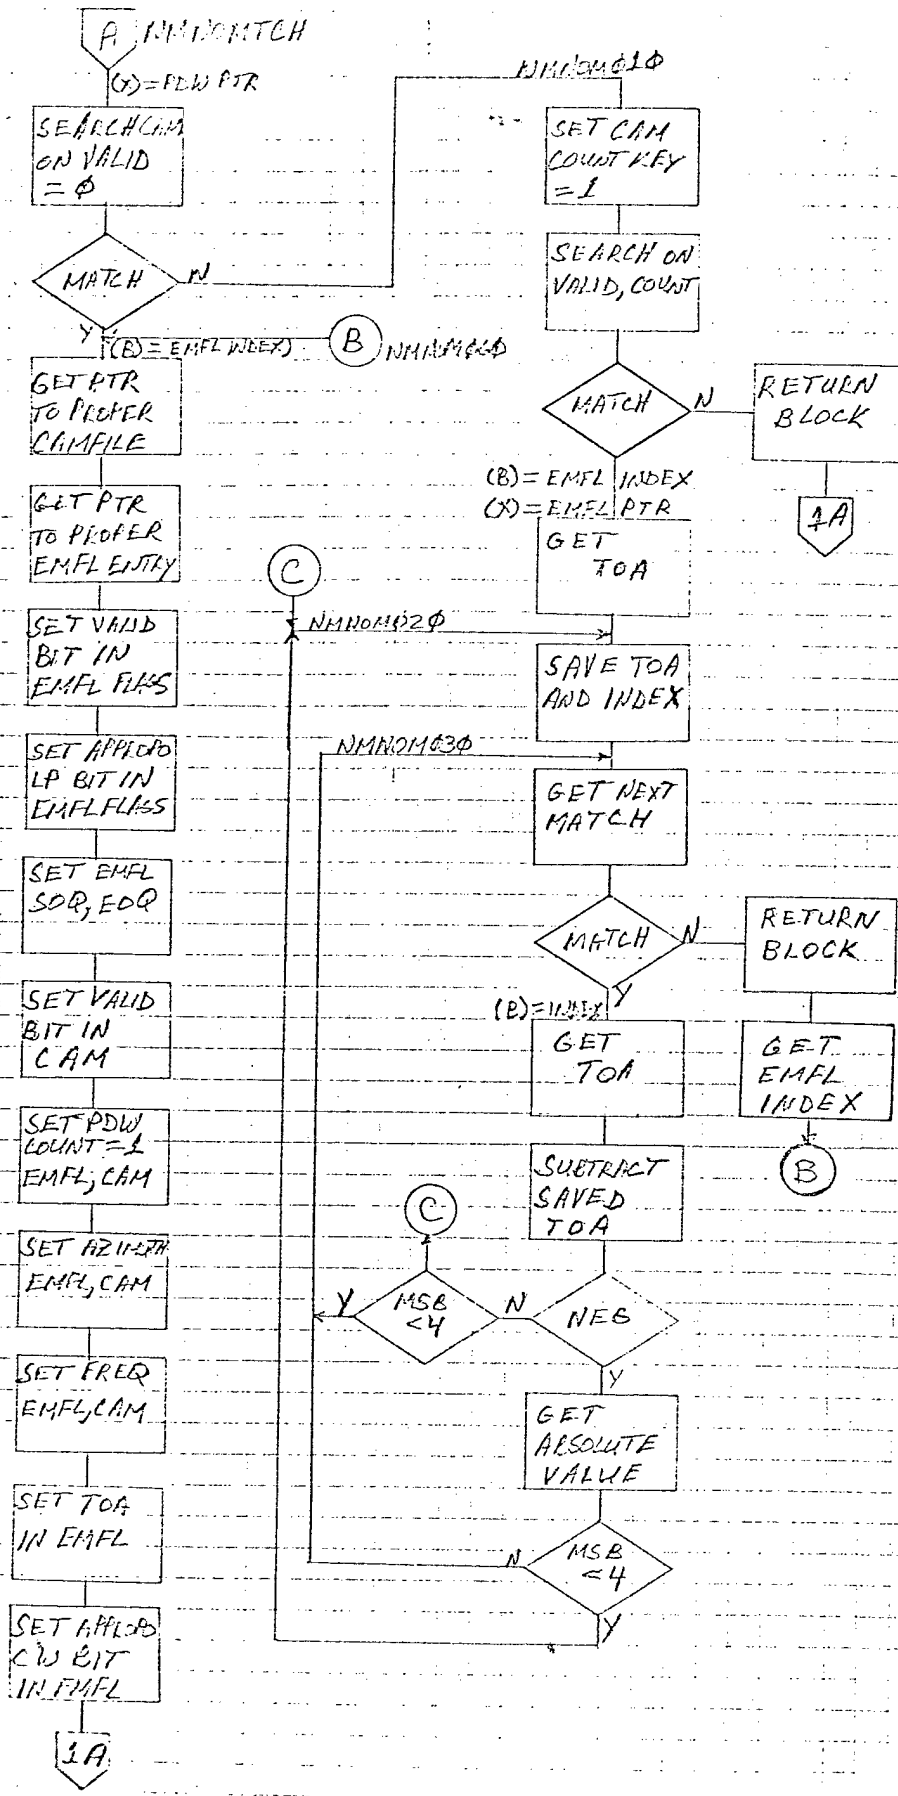 A NMNOMTCH
(X)=PDW PTR
SEARCH CAM
ON VALID
=Ø
MATCH
N
Y
(B)=EMFL INDEX)
B
GET PTR
TO PROPER
CAMFILE
GET PTR
TO PROPER
EMFL ENTRY
SET VALID
BIT IN
EMFL FLAGS
SET APPROPO
LP BIT IN
EMFL FLAGS
SET EMFL
SOQ, EOQ
SET VALID
BIT IN
CAM
SET PDW
COUNT=1
EMFL, CAM
SET AZIMTH
EMFL, CAM
SET FREQ
EMFL, CAM
SET TOA
IN EMFL
SET APPROPO
CW BIT
IN EMFL
1A
NMNOMØ1Ø
SET CAM
COUNT KEY
=1
SEARCH ON
VALID, COUNT
MATCH
N
RETURN
BLOCK
1A
(B)=EMFL INDEX
(X)=EMFL PTR
GET
TOA
C
NMNOMØ2Ø
SAVE TOA
AND INDEX
NMNOMØ3Ø
GET NEXT
MATCH
MATCH
N
Y
RETURN
BLOCK
GET
EMFL
INDEX
B
(B)=INDEX
GET
TOA
SUBTRACT
SAVED
TOA
NEG
N
Y
MSB
<4
Y
C
GET
ABSOLUTE
VALUE
MSB
<4
N
Y